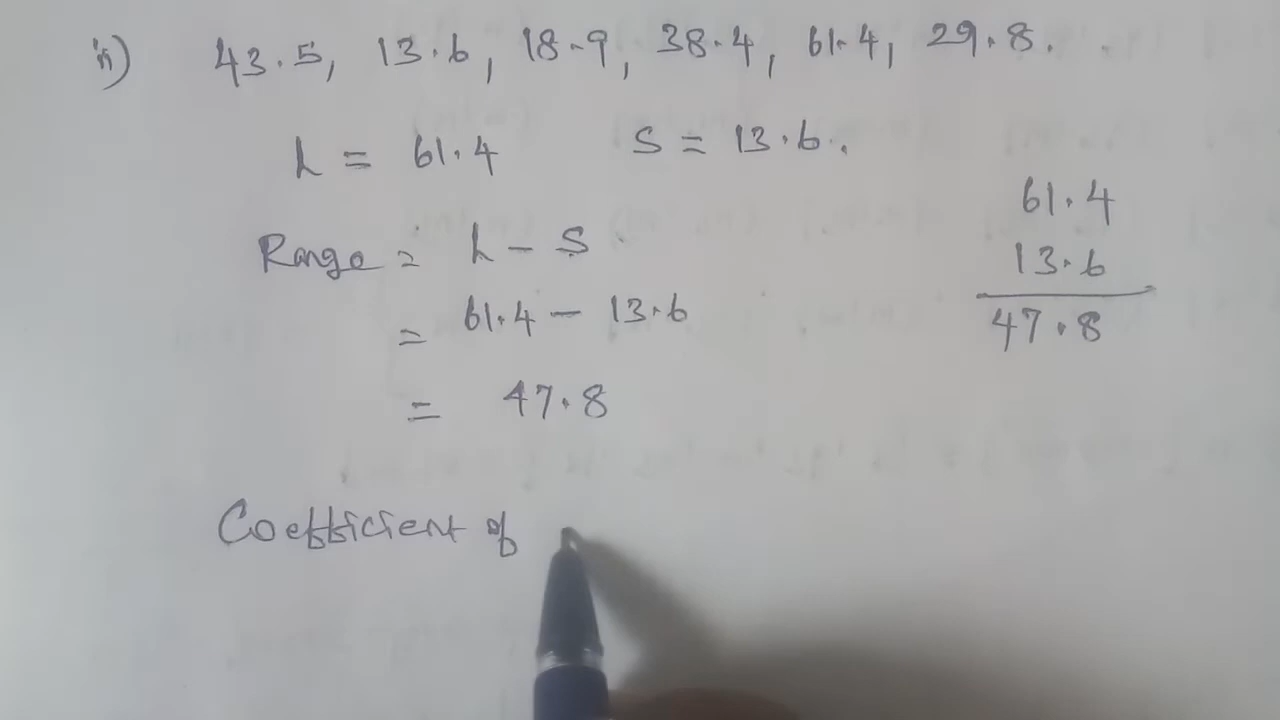 ii) 43.5, 13.6, 18.9, 38.4, 61.4, 29.8.
L = 61.4 S = 13.6.
Range = L - S
= 61.4 - 13.6
= 47.8
61.4
13.6
47.8
Coefficient of